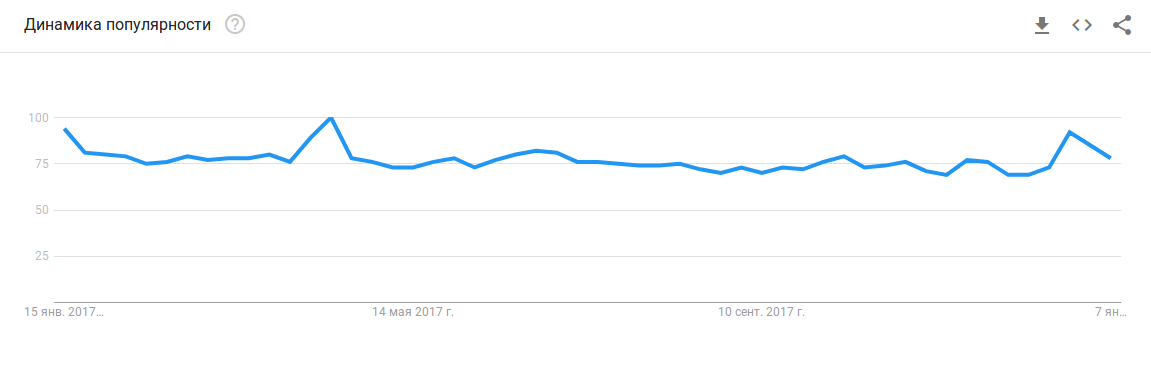 Динамика популярности ?
100
75
50
25
15 янв. 2017…
14 мая 2017 г.
10 сент. 2017 г.
7 ян…